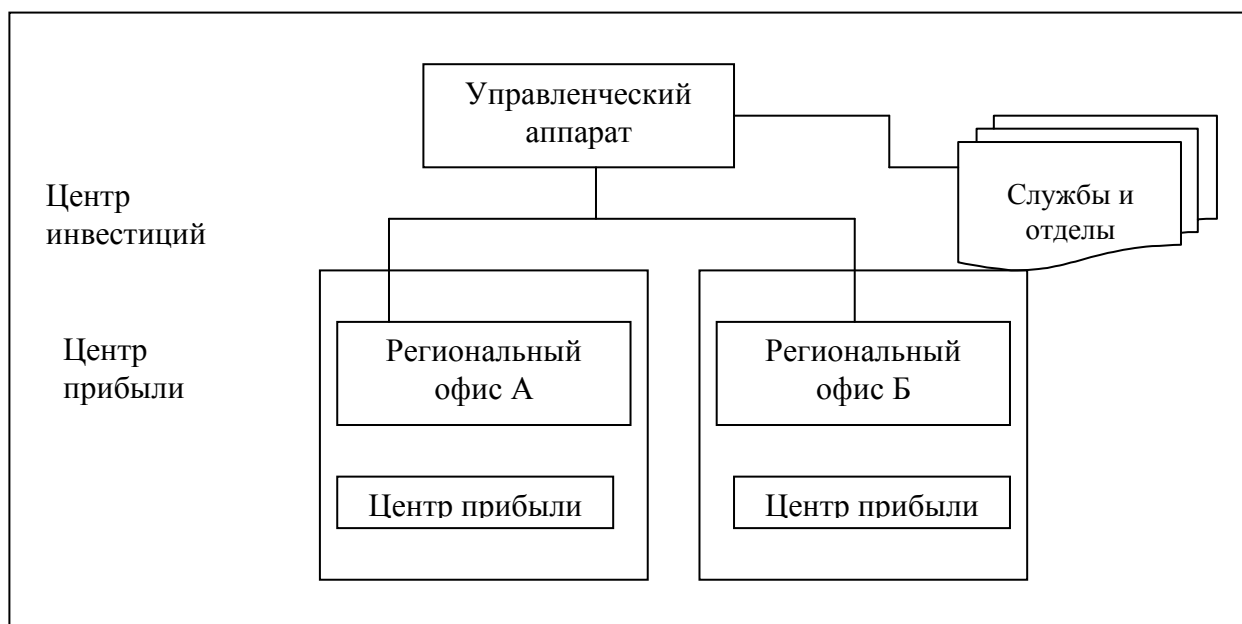 Управленческий
аппарат
Службы и
отделы
Центр
инвестиций
Центр
прибыли
Региональный
офис А
Региональный
офис Б
Центр прибыли
Центр прибыли